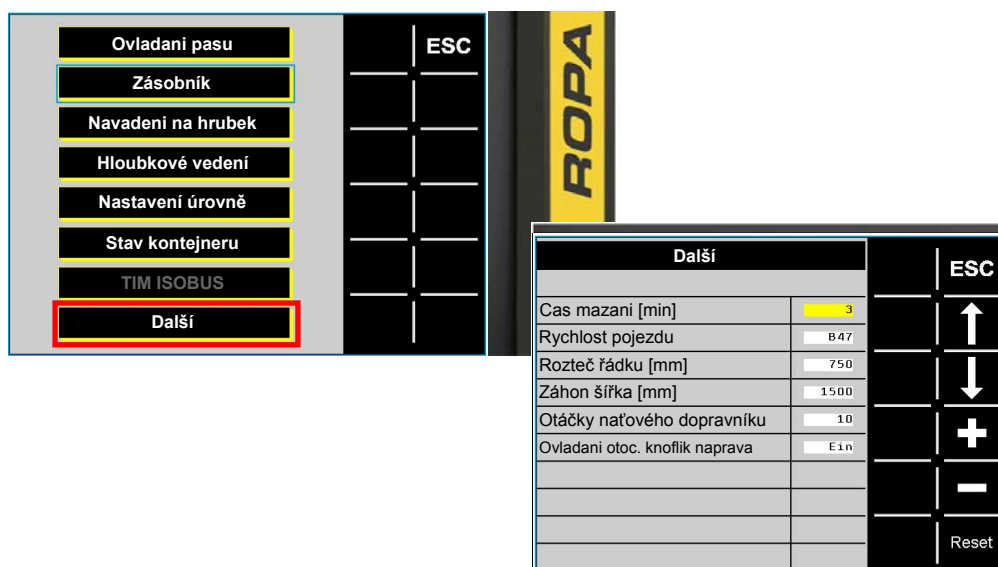 Ovladani pasu
ESC
Zásobník
Navadeni na hrubek
Hloubkové vedení
Nastavení úrovně
Stav kontejneru
TIM ISOBUS
Další
ROPA
Další
ESC
Cas mazani [min] 3
Rychlost pojezdu B47
Rozteč řádku [mm] 750
Záhon šířka [mm] 1500
Otáčky naťového dopravníku 10
Ovladani otoc. knoflik naprava Ein
Reset